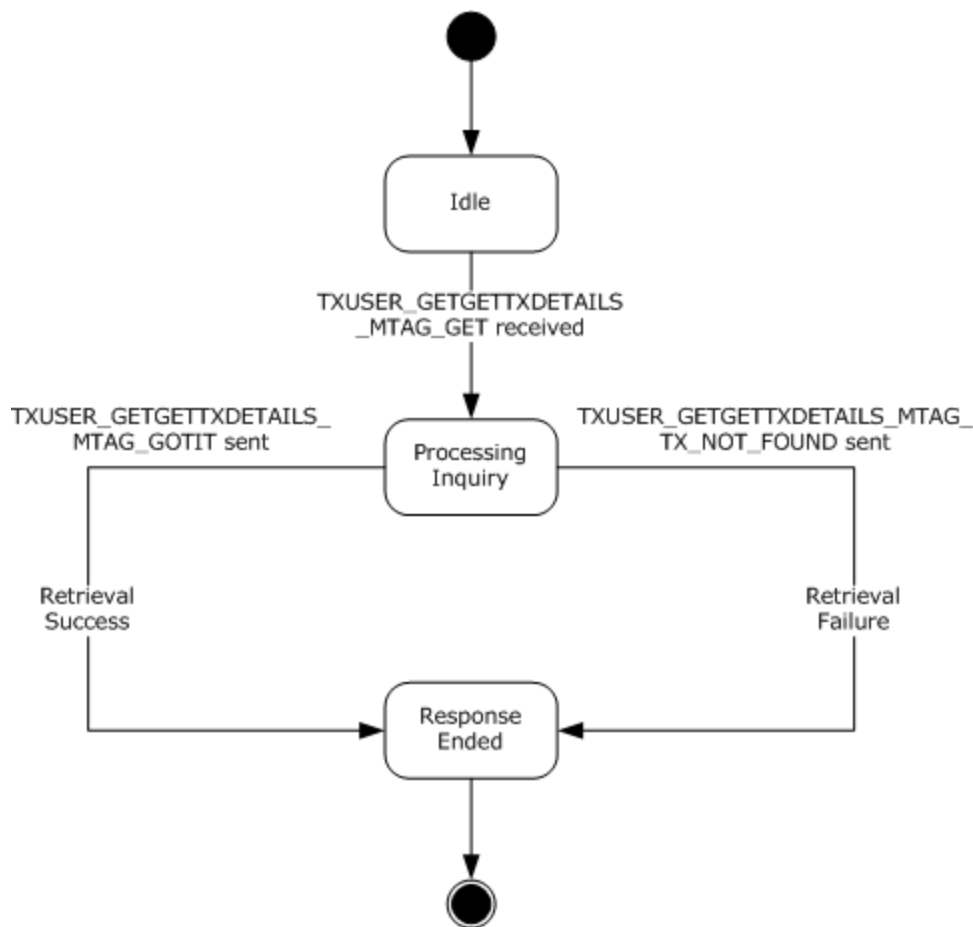 Idle
TXUSER_GETGETTXDETAILS
_MTAG_GET received
TXUSER_GETGETTXDETAILS_
MTAG_GOTIT sent
TXUSER_GETGETTXDETAILS_MTAG_
TX_NOT_FOUND sent
Processing
Inquiry
Retrieval
Success
Retrieval
Failure
Response
Ended